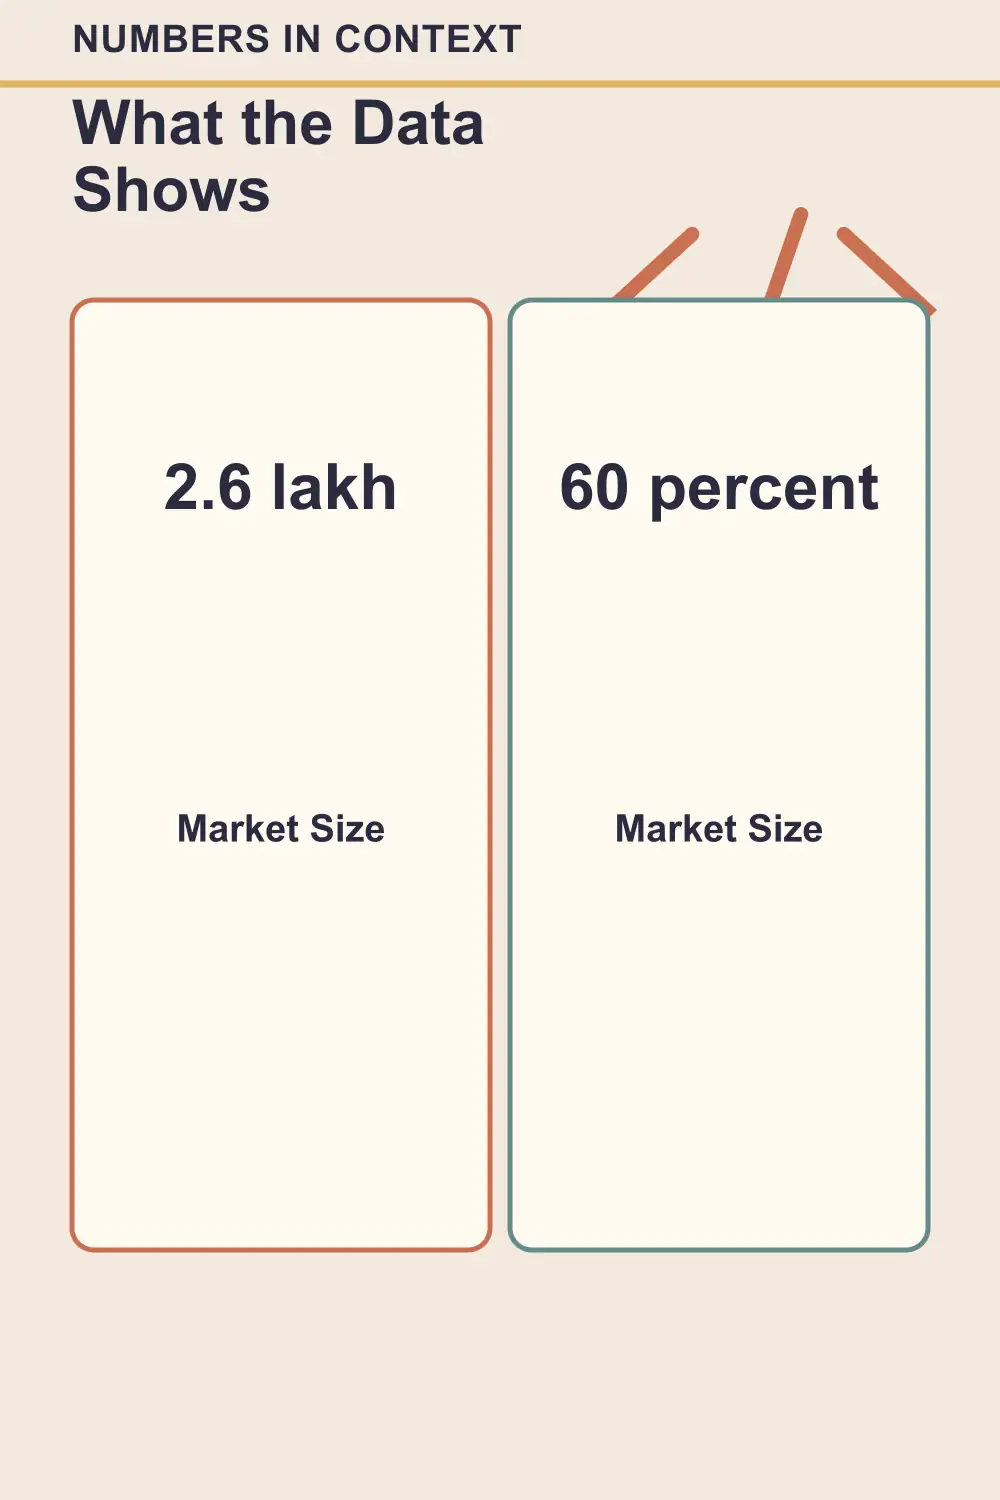 NUMBERS IN CONTEXT
What the Data
Shows
2.6 lakh
60 percent
Market Size
Market Size